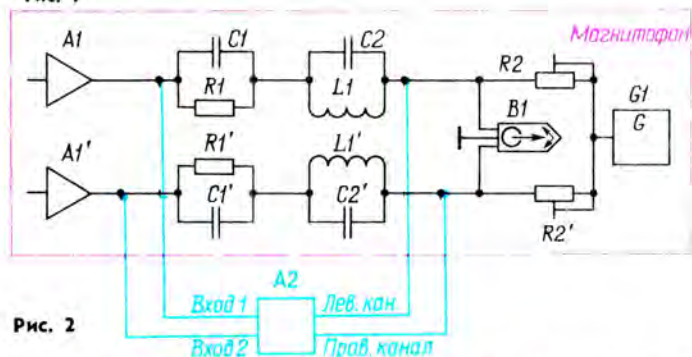 Магнитофон
A1
C1
C2
R1
L1
R2
G1
G
B1
A1'
R1'
L1'
C1'
C2'
R2'
A2
Вход 1
Лев. кан
Вход 2
Прав. канал
Рис. 2